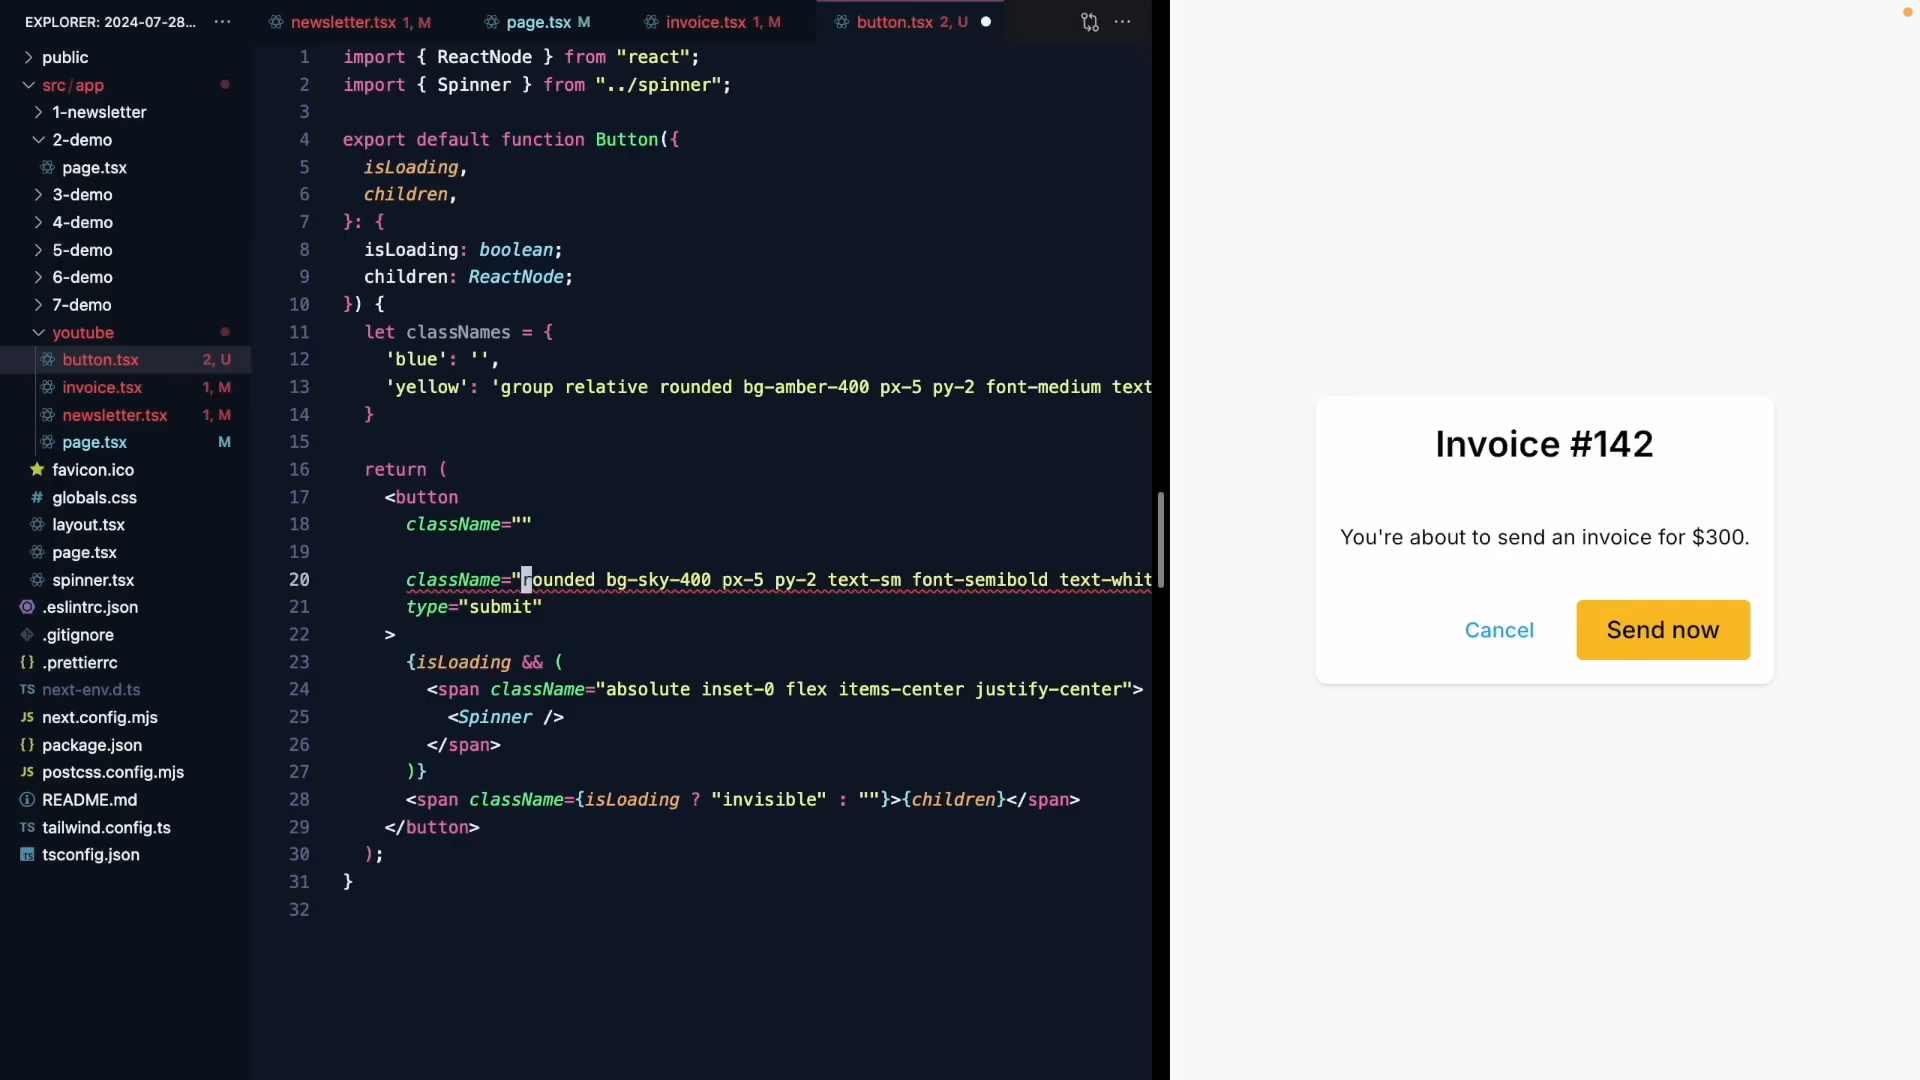 EXPLORER: 2024-07-28...
public
src/app
1-newsletter
2-demo
page.tsx
3-demo
4-demo
5-demo
6-demo
7-demo
youtube
button.tsx 2, U
invoice.tsx 1, M
newsletter.tsx 1, M
page.tsx M
favicon.ico
# globals.css
layout.tsx
page.tsx
spinner.tsx
.eslintrc.json
.gitignore
{} .prettierrc
TS next-env.d.ts
JS next.config.mjs
{} package.json
JS postcss.config.mjs
README.md
TS tailwind.config.ts
TS tsconfig.json
newsletter.tsx 1, M page.tsx M invoice.tsx 1, M button.tsx 2, U
1 import { ReactNode } from "react";
2 import { Spinner } from "../spinner";
3
4 export default function Button({
5 isLoading,
6 children,
7 }: {
8 isLoading: boolean;
9 children: ReactNode;
10 }) {
11 let classNames = {
12 'blue': '',
13 'yellow': 'group relative rounded bg-amber-400 px-5 py-2 font-medium text
14 }
15
16 return (
17 <button
18 className=""
19
20 className="rounded bg-sky-400 px-5 py-2 text-sm font-semibold text-whit
21 type="submit"
22 >
23 {isLoading && (
24 <span className="absolute inset-0 flex items-center justify-center">
25 <Spinner />
26 </span>
27 )}
28 <span className={isLoading ? "invisible" : ""}>{children}</span>
29 </button>
30 );
31 }
32
Invoice #142
You're about to send an invoice for $300.
Cancel
Send now